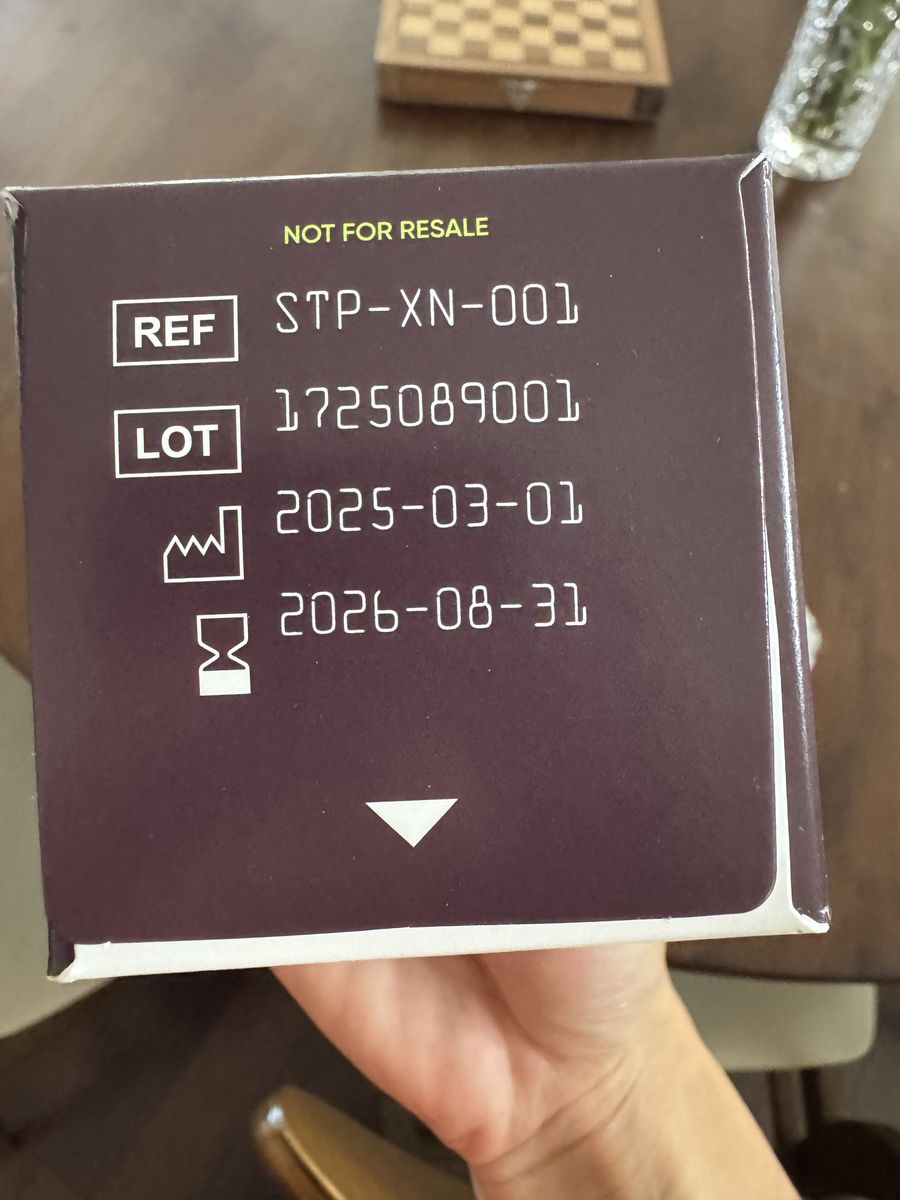 NOT FOR RESALE
REF STP-XN-001
LOT 1725089001
2025-03-01
2026-08-31